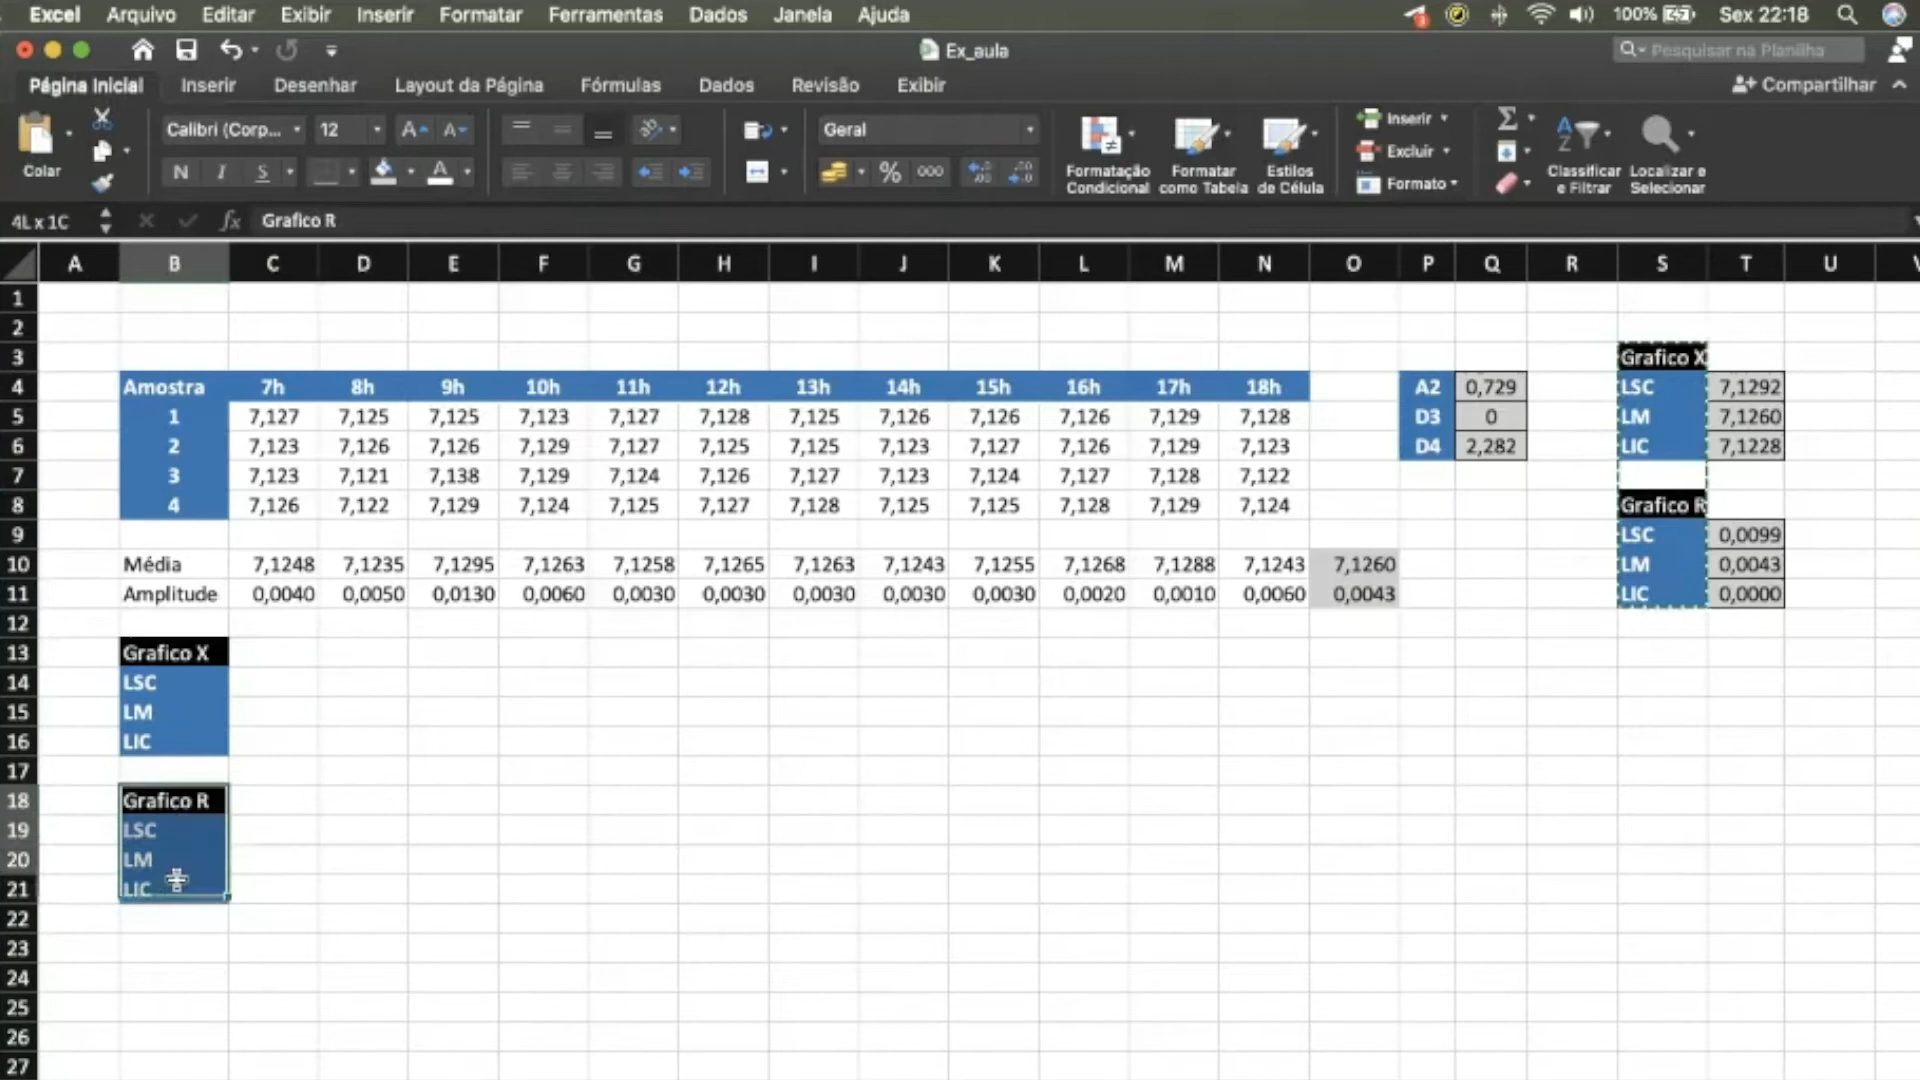 Excel Arquivo Editar Exibir Inserir Formatar Ferramentas Dados Janela Ajuda 100% Sex 22:18
Ex_aula Pesquisar na Planilha
Página Inicial Inserir Desenhar Layout da Página Fórmulas Dados Revisão Exibir Compartilhar
Colar Calibri (Corp... 12 A A Geral Formatação Condicional Formatar como Tabela Estilos de Célula Inserir Excluir Formato Classificar e Filtrar Localizar e Selecionar
N I S A % 000
4L x 1C fx Grafico R
A B C D E F G H I J K L M N O P Q R S T U V
1
2
3 Grafico X
4 Amostra 7h 8h 9h 10h 11h 12h 13h 14h 15h 16h 17h 18h A2 0,729 LSC 7,1292
5 1 7,127 7,125 7,125 7,123 7,127 7,128 7,125 7,126 7,126 7,126 7,129 7,128 D3 0 LM 7,1260
6 2 7,123 7,126 7,126 7,129 7,127 7,125 7,125 7,123 7,127 7,126 7,129 7,123 D4 2,282 LIC 7,1228
7 3 7,123 7,121 7,138 7,129 7,124 7,126 7,127 7,123 7,124 7,127 7,128 7,122
8 4 7,126 7,122 7,129 7,124 7,125 7,127 7,128 7,125 7,125 7,128 7,129 7,124 Grafico R
9 LSC 0,0099
10 Média 7,1248 7,1235 7,1295 7,1263 7,1258 7,1265 7,1263 7,1243 7,1255 7,1268 7,1288 7,1243 7,1260 LM 0,0043
11 Amplitude 0,0040 0,0050 0,0130 0,0060 0,0030 0,0030 0,0030 0,0030 0,0030 0,0020 0,0010 0,0060 0,0043 LIC 0,0000
12
13 Grafico X
14 LSC
15 LM
16 LIC
17
18 Grafico R
19 LSC
20 LM
21 LIC
22
23
24
25
26
27